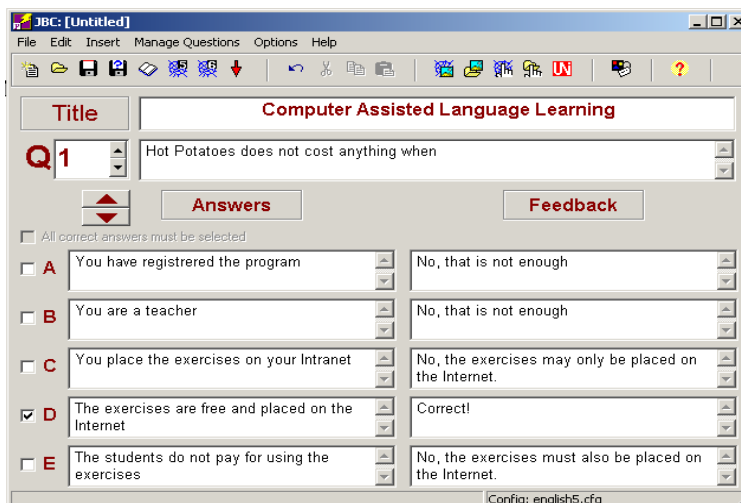 JBC: [Untitled]
File Edit Insert Manage Questions Options Help
Title
Computer Assisted Language Learning
Q 1
Hot Potatoes does not cost anything when
Answers
Feedback
All correct answers must be selected
A
You have registrered the program
No, that is not enough
B
You are a teacher
No, that is not enough
C
You place the exercises on your Intranet
No, the exercises may only be placed on
the Internet.
D
The exercises are free and placed on the
Internet
Correct!
E
The students do not pay for using the
exercises
No, the exercises must also be placed on
the Internet.
Config: english5.cfg